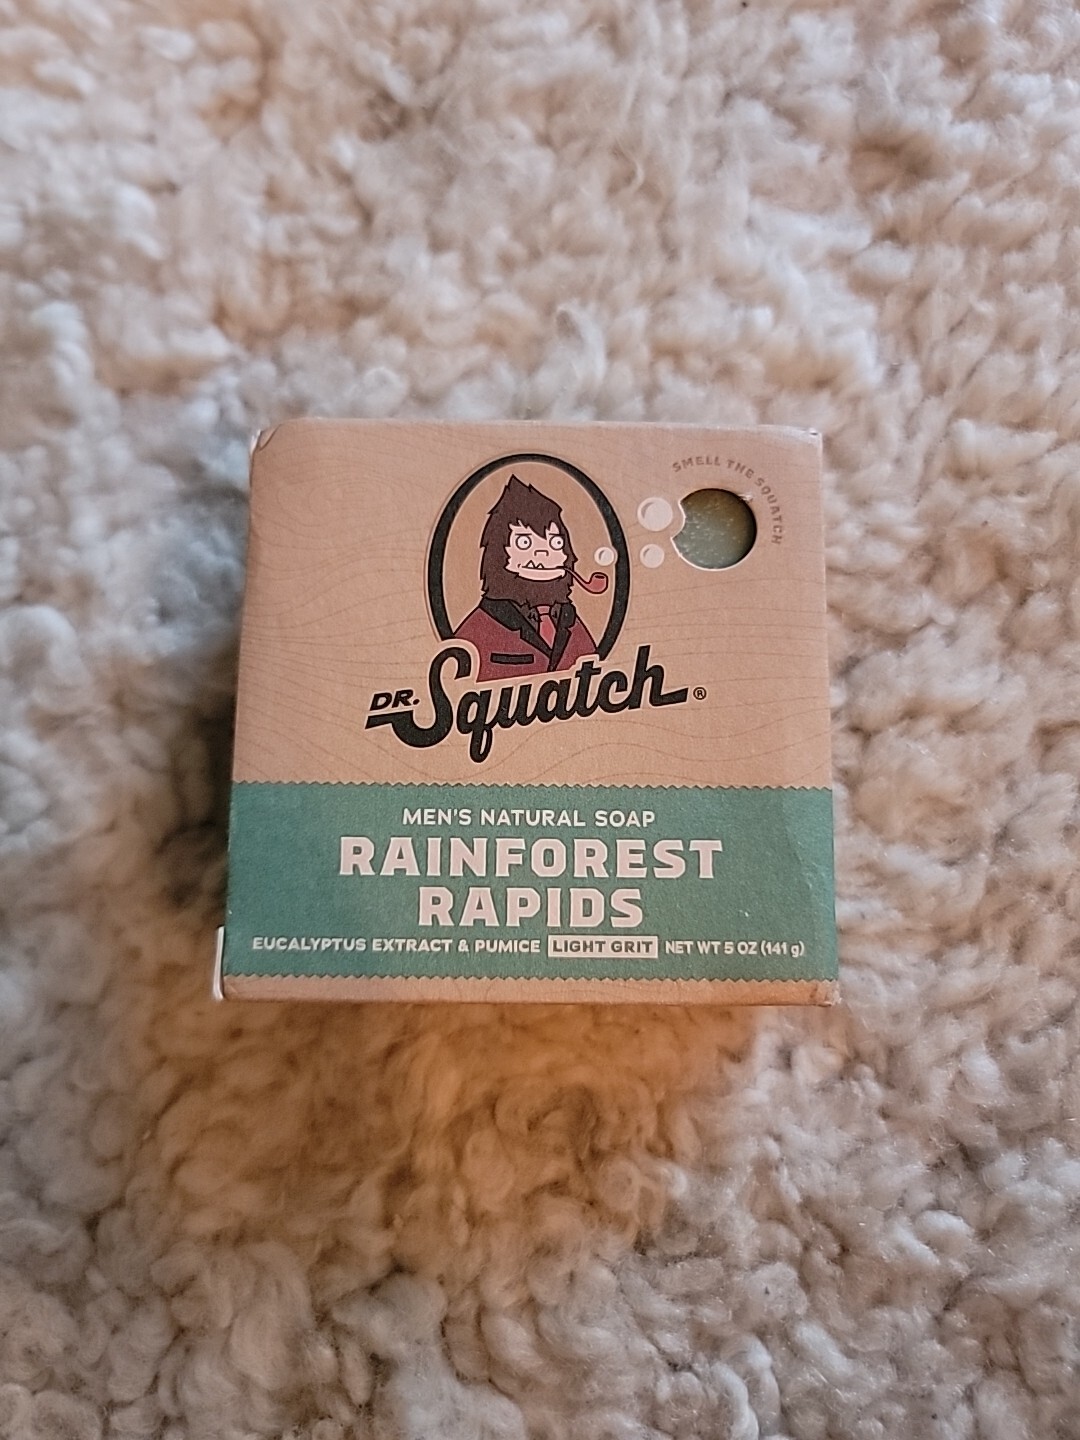 SMELL THE SQUATCH
DR. Squatch®
MEN'S NATURAL SOAP
RAINFOREST
RAPIDS
EUCALYPTUS EXTRACT & PUMICE LIGHT GRIT NET WT 5 OZ (141 g)